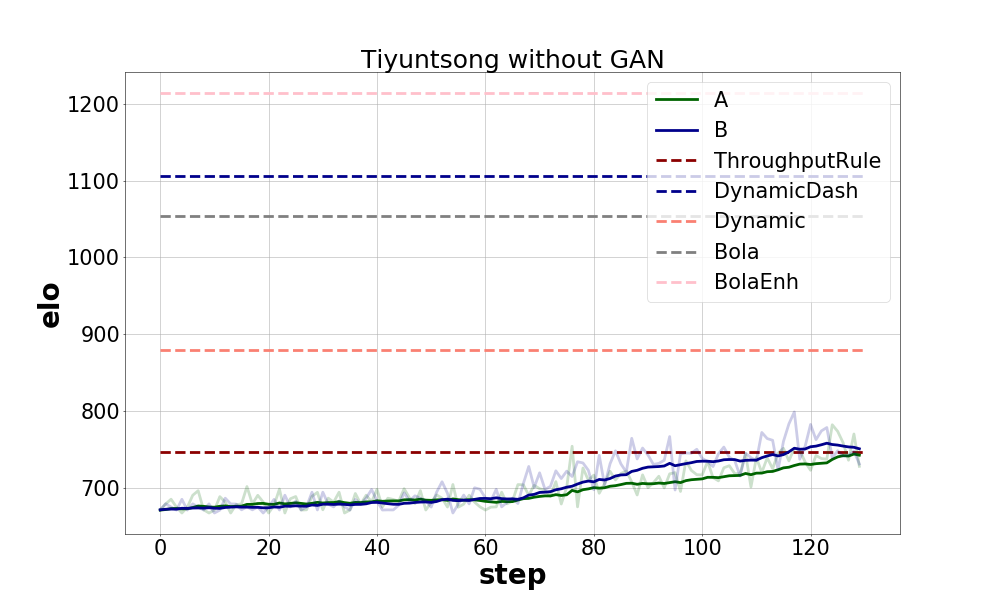 Tiyuntsong without GAN
1200
1100
1000
900
800
700
elo
0 20 40 60 80 100 120
step
A
B
ThroughputRule
DynamicDash
Dynamic
Bola
BolaEnh